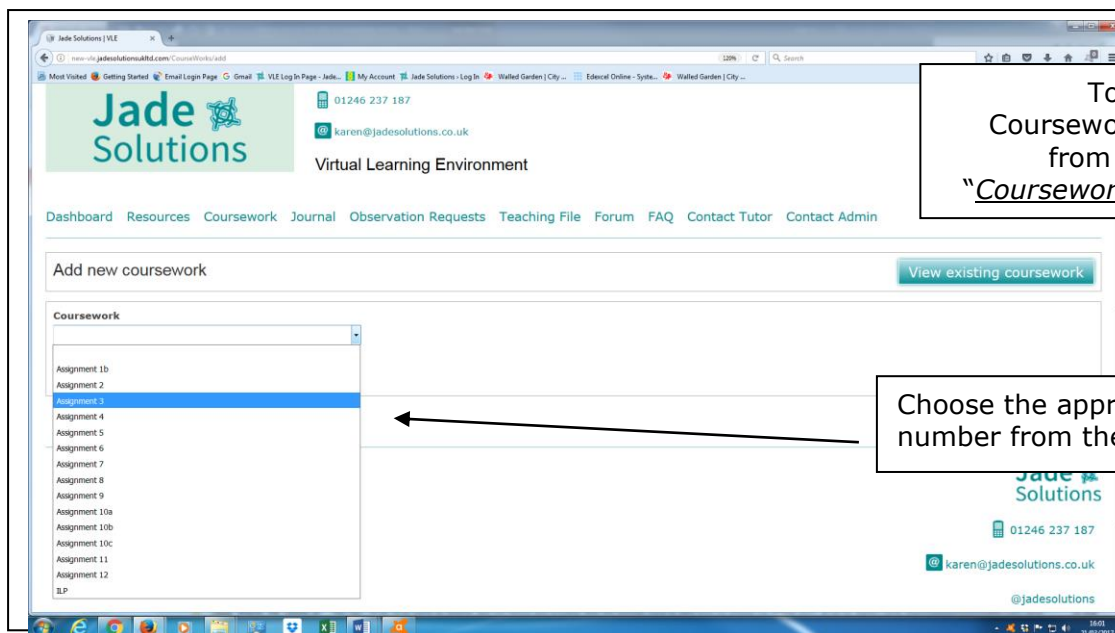 Jade Solutions | VLE
new-vle.jadesolutionsukltd.com/CourseWorks/add
120%
Search
Most Visited Getting Started Email Login Page Gmail VLE Log In Page - Jade... My Account Jade Solutions › Log In Walled Garden | City ... Edexcel Online - Syste... Walled Garden | City ...
Jade
Solutions
01246 237 187
karen@jadesolutions.co.uk
Virtual Learning Environment
To
Coursewo
from
"Coursewor
Dashboard Resources Coursework Journal Observation Requests Teaching File Forum FAQ Contact Tutor Contact Admin
Add new coursework
View existing coursework
Coursework
Assignment 1b
Assignment 2
Assignment 3
Assignment 4
Assignment 5
Assignment 6
Assignment 7
Assignment 8
Assignment 9
Assignment 10a
Assignment 10b
Assignment 10c
Assignment 11
Assignment 12
ILP
Choose the appr
number from the
Jade
Solutions
01246 237 187
karen@jadesolutions.co.uk
@jadesolutions
16:01